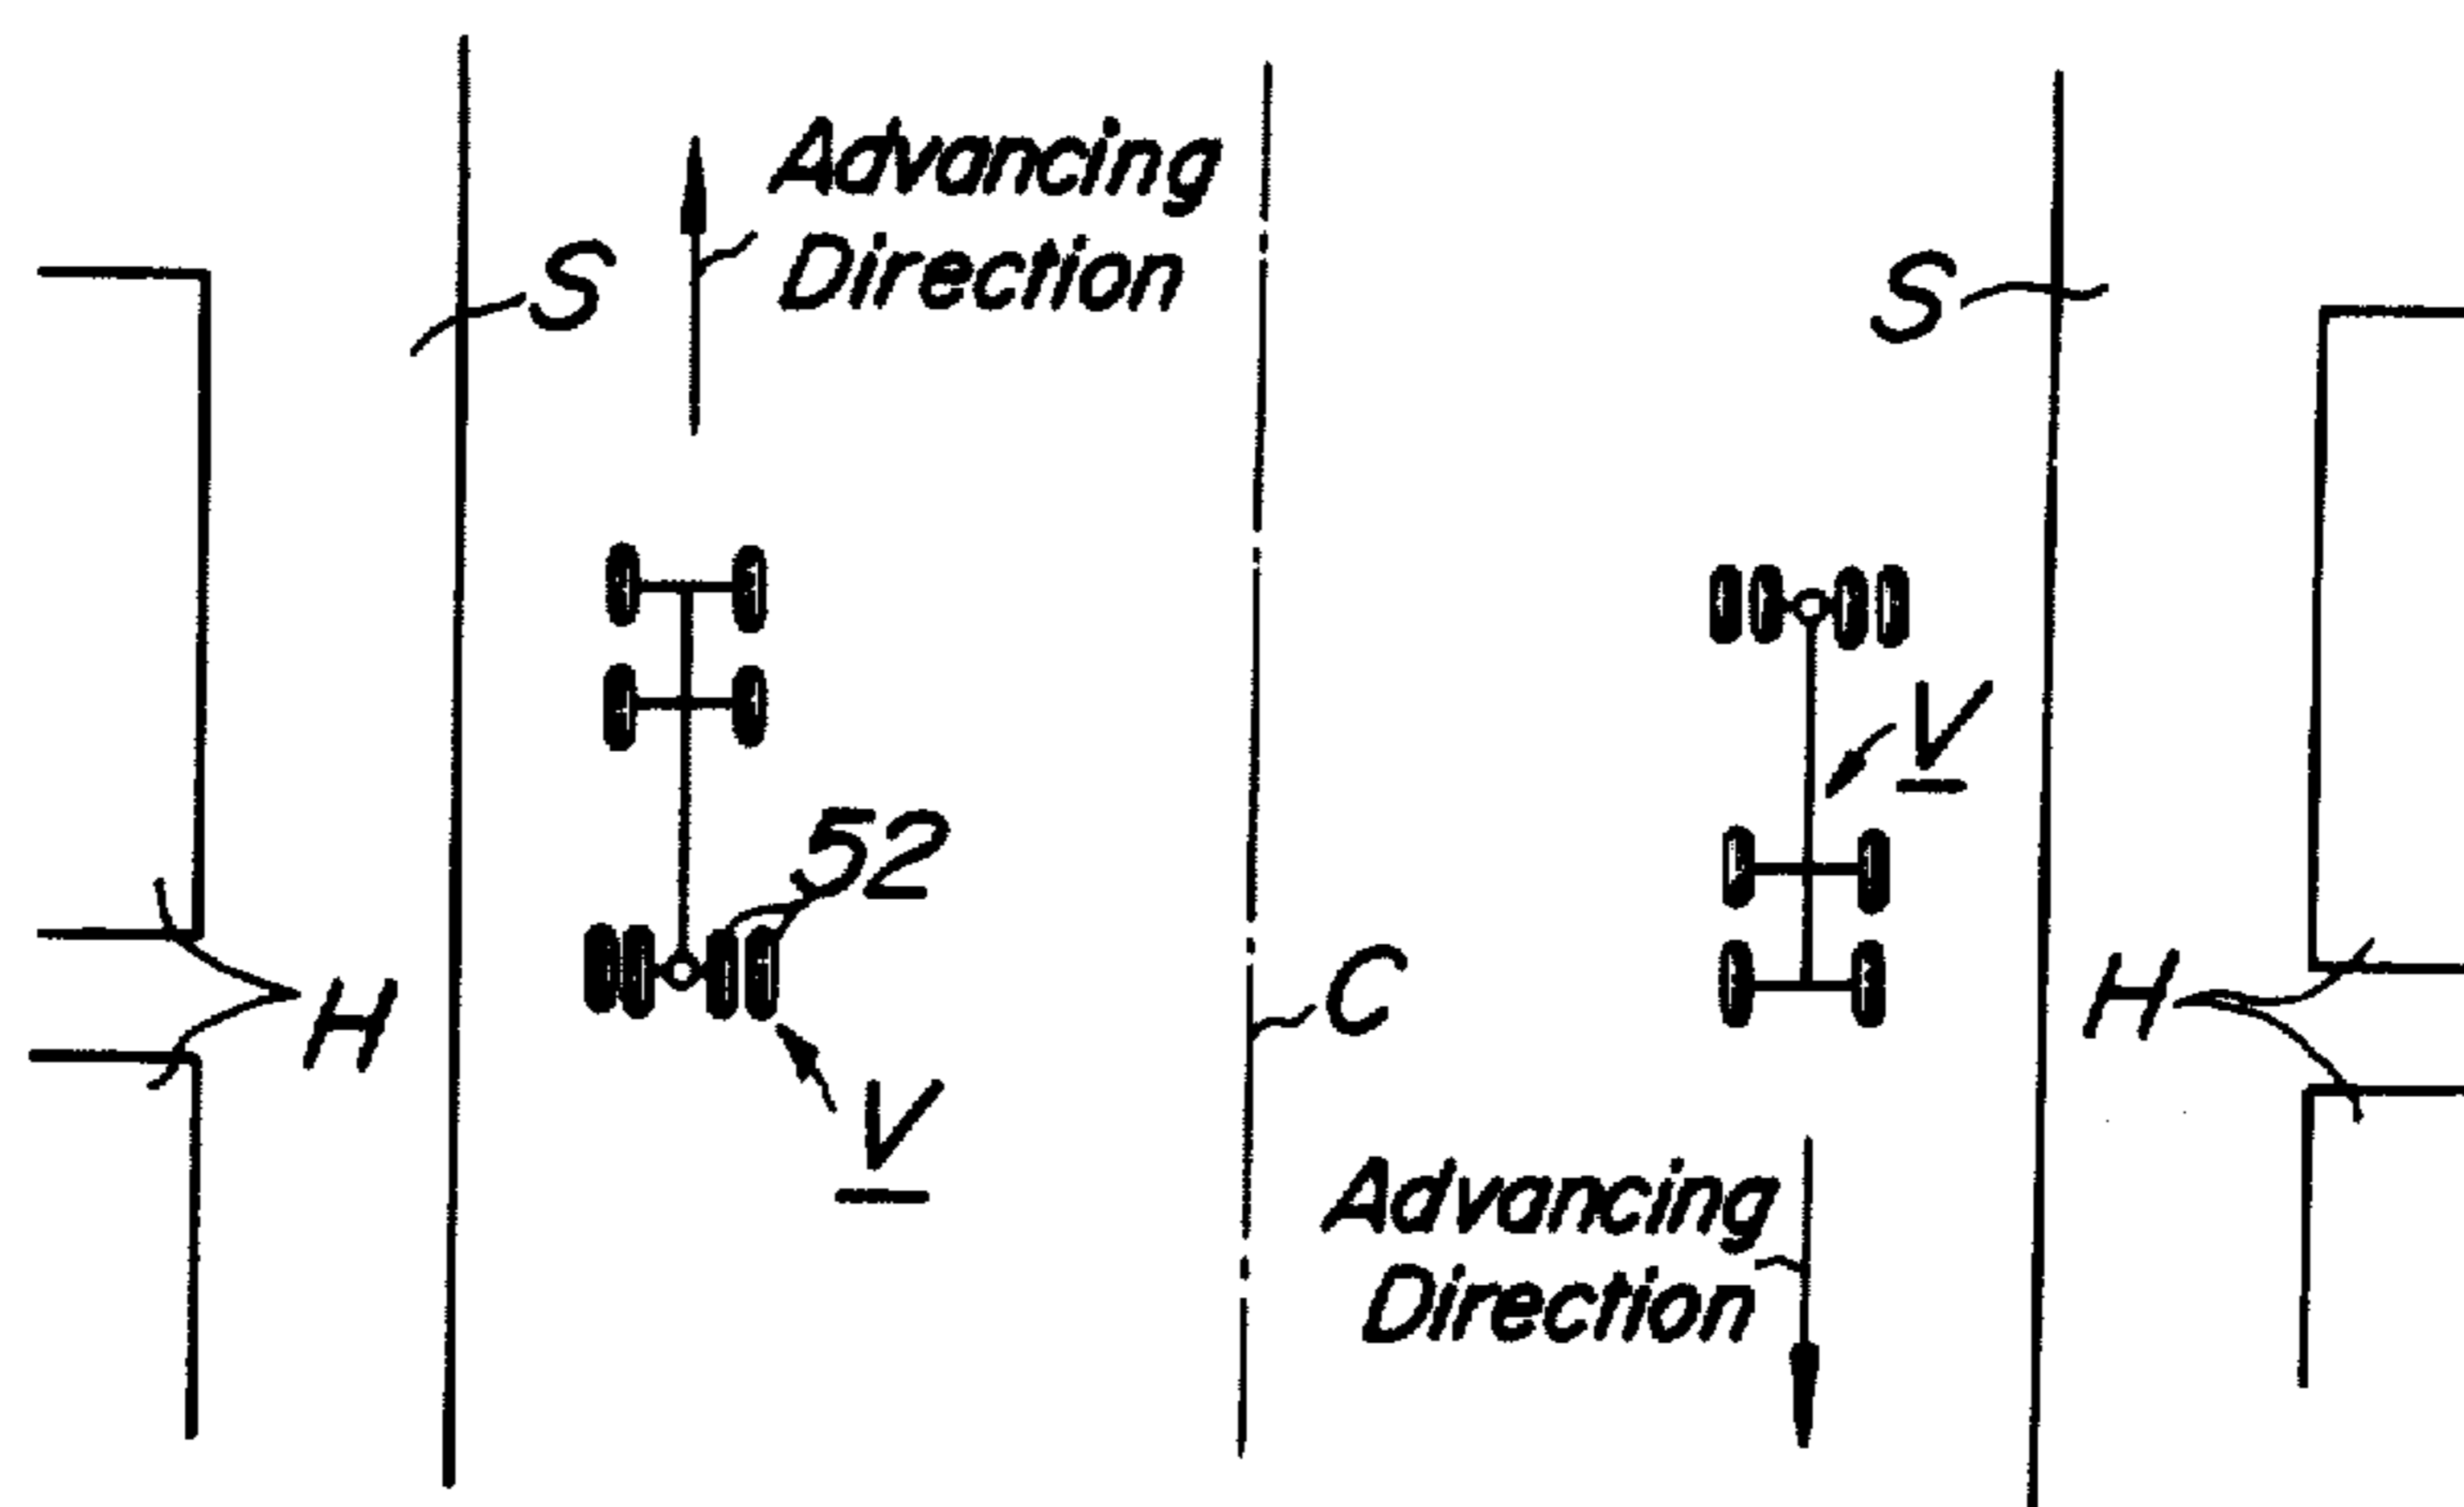 Advancing
Direction
S
S
52
V
V
H
C
H
Advancing
Direction